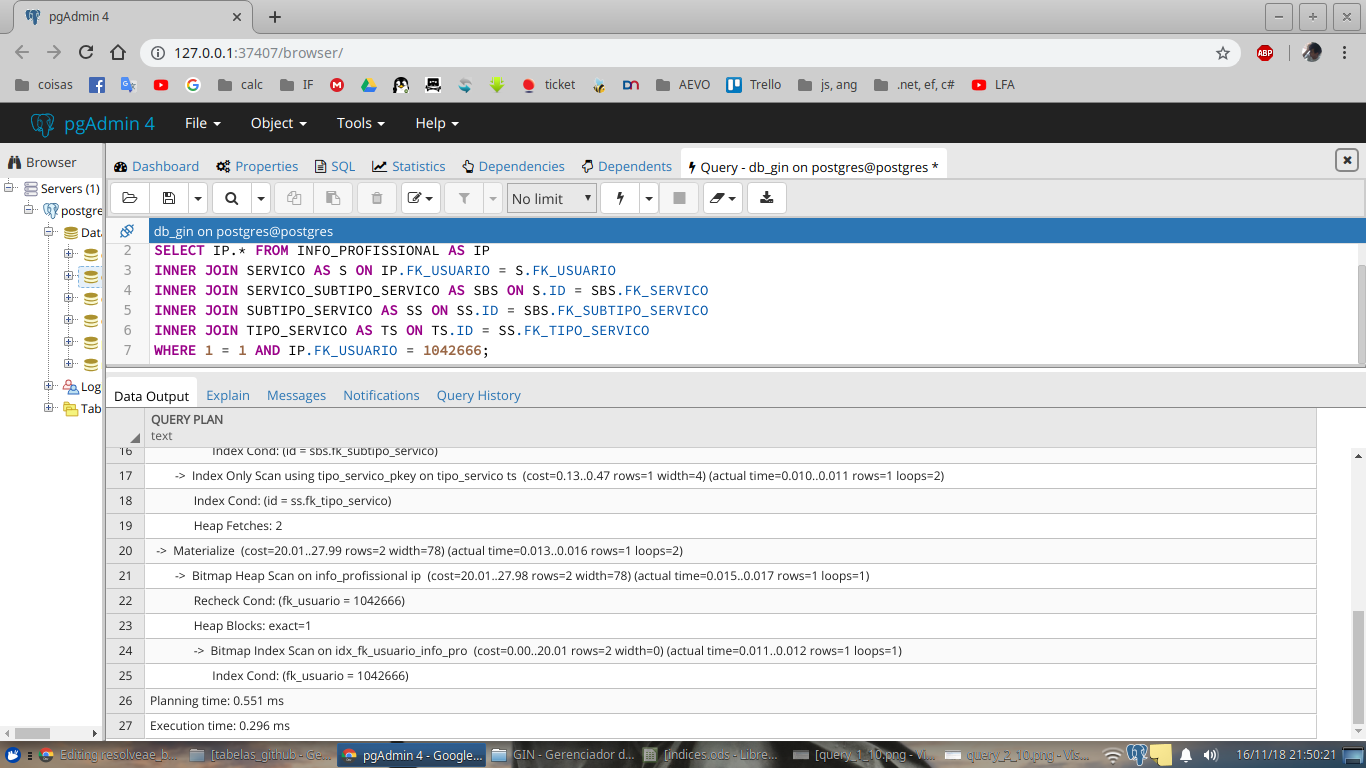 pgAdmin 4
127.0.0.1:37407/browser/
ABP
coisas
calc
IF
ticket
AEVO
Trello
js, ang
.net, ef, c#
LFA
pgAdmin 4
File
Object
Tools
Help
Browser
Dashboard
Properties
SQL
Statistics
Dependencies
Dependents
Query - db_gin on postgres@postgres *
Servers (1)
postgre
Data
Log
Tab
No limit
db_gin on postgres@postgres
2 SELECT IP.* FROM INFO_PROFISSIONAL AS IP
3 INNER JOIN SERVICO AS S ON IP.FK_USUARIO = S.FK_USUARIO
4 INNER JOIN SERVICO_SUBTIPO_SERVICO AS SBS ON S.ID = SBS.FK_SERVICO
5 INNER JOIN SUBTIPO_SERVICO AS SS ON SS.ID = SBS.FK_SUBTIPO_SERVICO
6 INNER JOIN TIPO_SERVICO AS TS ON TS.ID = SS.FK_TIPO_SERVICO
7 WHERE 1 = 1 AND IP.FK_USUARIO = 1042666;
Data Output
Explain
Messages
Notifications
Query History
QUERY PLAN
text
16 Index Cond: (id = sbs.fk_subtipo_servico)
17 -> Index Only Scan using tipo_servico_pkey on tipo_servico ts (cost=0.13..0.47 rows=1 width=4) (actual time=0.010..0.011 rows=1 loops=2)
18 Index Cond: (id = ss.fk_tipo_servico)
19 Heap Fetches: 2
20 -> Materialize (cost=20.01..27.99 rows=2 width=78) (actual time=0.013..0.016 rows=1 loops=2)
21 -> Bitmap Heap Scan on info_profissional ip (cost=20.01..27.98 rows=2 width=78) (actual time=0.015..0.017 rows=1 loops=1)
22 Recheck Cond: (fk_usuario = 1042666)
23 Heap Blocks: exact=1
24 -> Bitmap Index Scan on idx_fk_usuario_info_pro (cost=0.00..20.01 rows=2 width=0) (actual time=0.011..0.012 rows=1 loops=1)
25 Index Cond: (fk_usuario = 1042666)
26 Planning time: 0.551 ms
27 Execution time: 0.296 ms
Editing resolveae_b...
[tabelas_github - Ge...
pgAdmin 4 - Google...
GIN - Gerenciador d...
[indices.ods - Libre...
[query_1_10.png - Vi...
query_2_10.png - Vis...
16/11/18 21:50:21